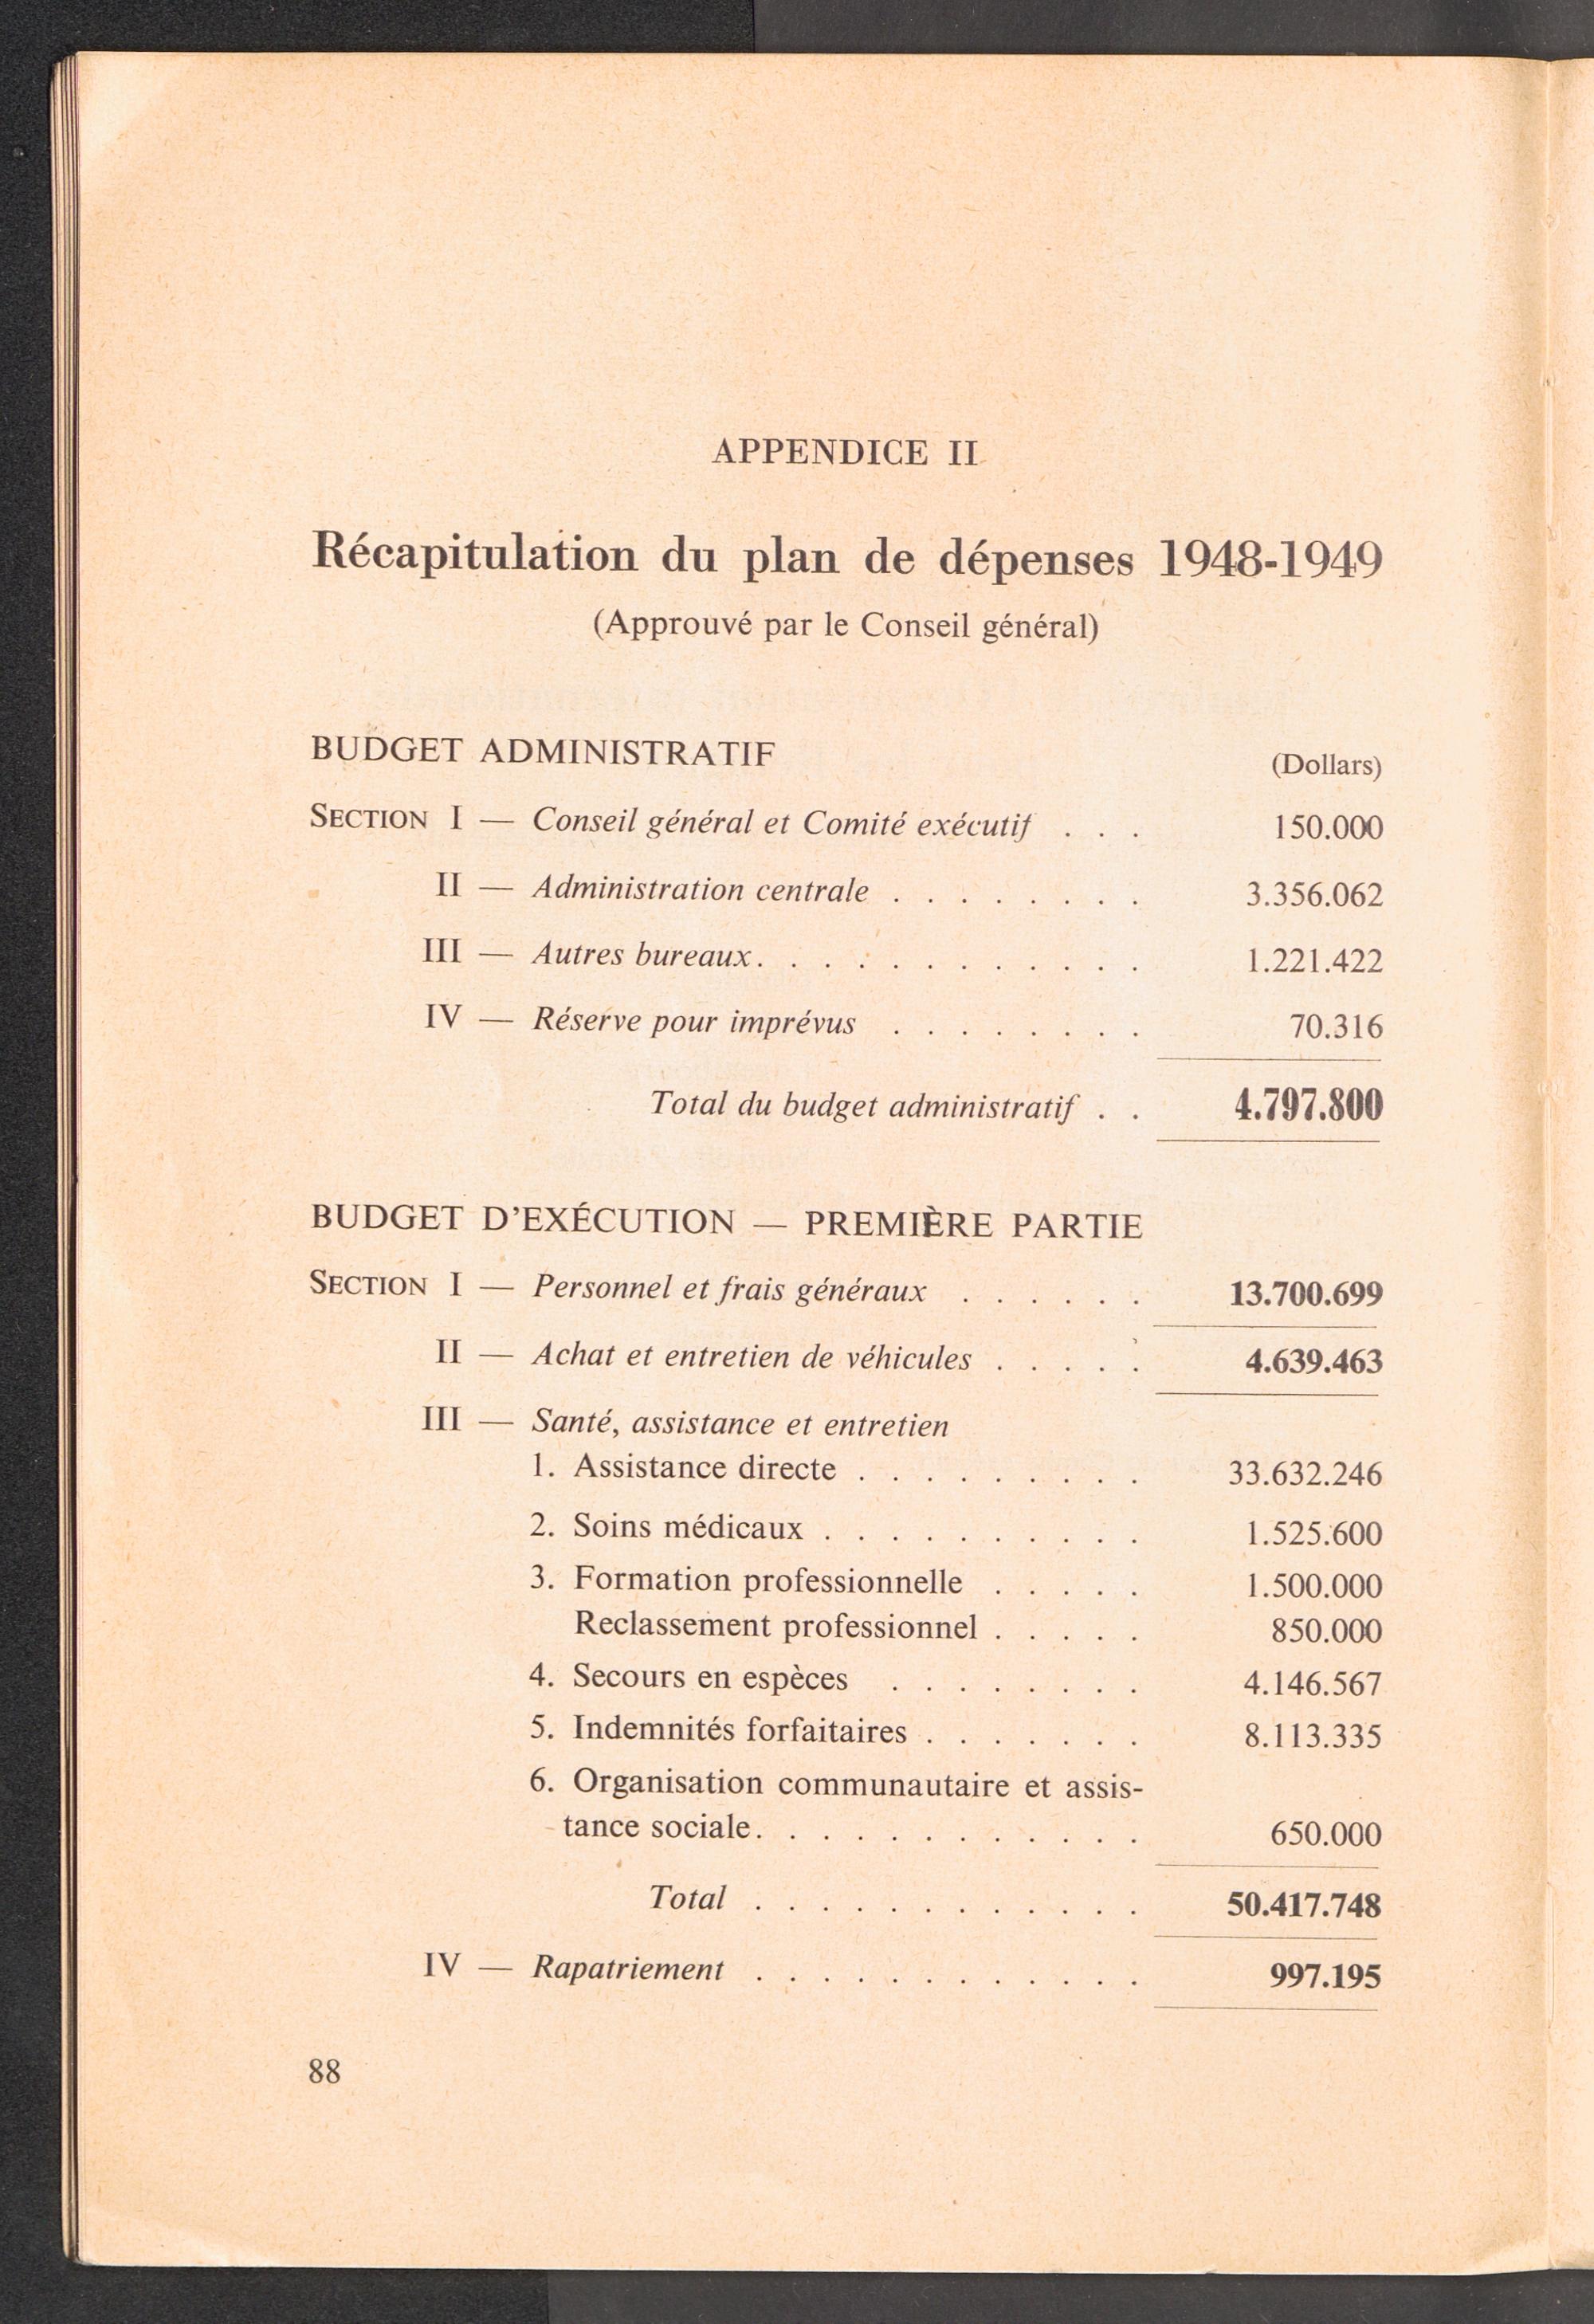 APPENDICE II
Récapitulation du plan de dépenses 1948-1949
(Approuvé par le Conseil général)
BUDGET ADMINISTRATIF (Dollars)
SECTION I — Conseil général et Comité exécutif . . . 150.000
II — Administration centrale . . . . . . . . 3.356.062
III — Autres bureaux. . . . . . . . . . . . 1.221.422
IV — Réserve pour imprévus . . . . . . . . 70.316
Total du budget administratif . . 4.797.800
BUDGET D'EXÉCUTION — PREMIÈRE PARTIE
SECTION I — Personnel et frais généraux . . . . . . 13.700.699
II — Achat et entretien de véhicules . . . . . 4.639.463
III — Santé, assistance et entretien
1. Assistance directe . . . . . . . . . 33.632.246
2. Soins médicaux . . . . . . . . . . 1.525.600
3. Formation professionnelle . . . . . 1.500.000
Reclassement professionnel . . . . . 850.000
4. Secours en espèces . . . . . . . . 4.146.567
5. Indemnités forfaitaires . . . . . . . 8.113.335
6. Organisation communautaire et assis-
tance sociale. . . . . . . . . . . . 650.000
Total . . . . . . . . . . . . 50.417.748
IV — Rapatriement . . . . . . . . . . . . 997.195
88